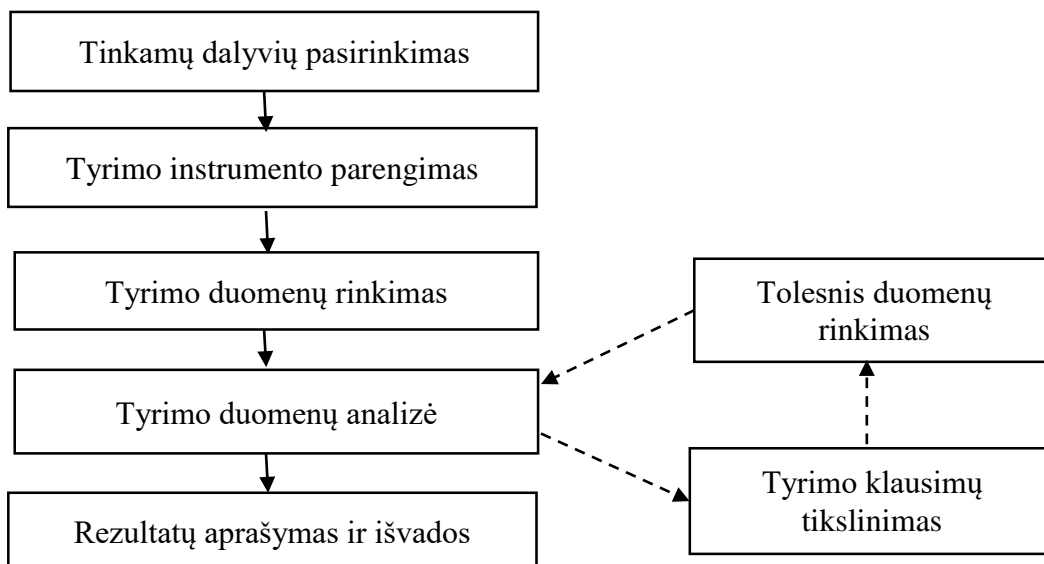 Tinkamų dalyvių pasirinkimas
Tyrimo instrumento parengimas
Tyrimo duomenų rinkimas
Tolesnis duomenų
rinkimas
Tyrimo duomenų analizė
Tyrimo klausimų
tikslinimas
Rezultatų aprašymas ir išvados